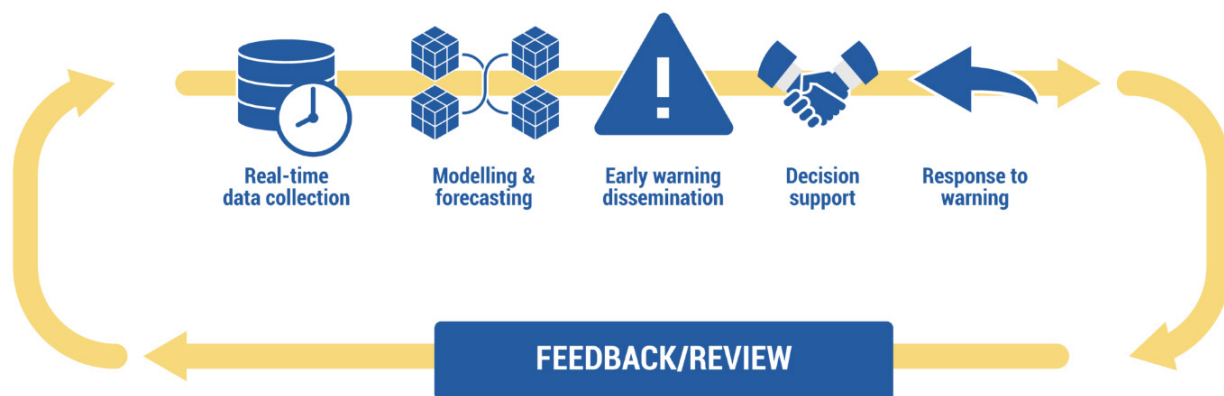 Real-time
data collection
Modelling &
forecasting
Early warning
dissemination
Decision
support
Response to
warning
FEEDBACK/REVIEW